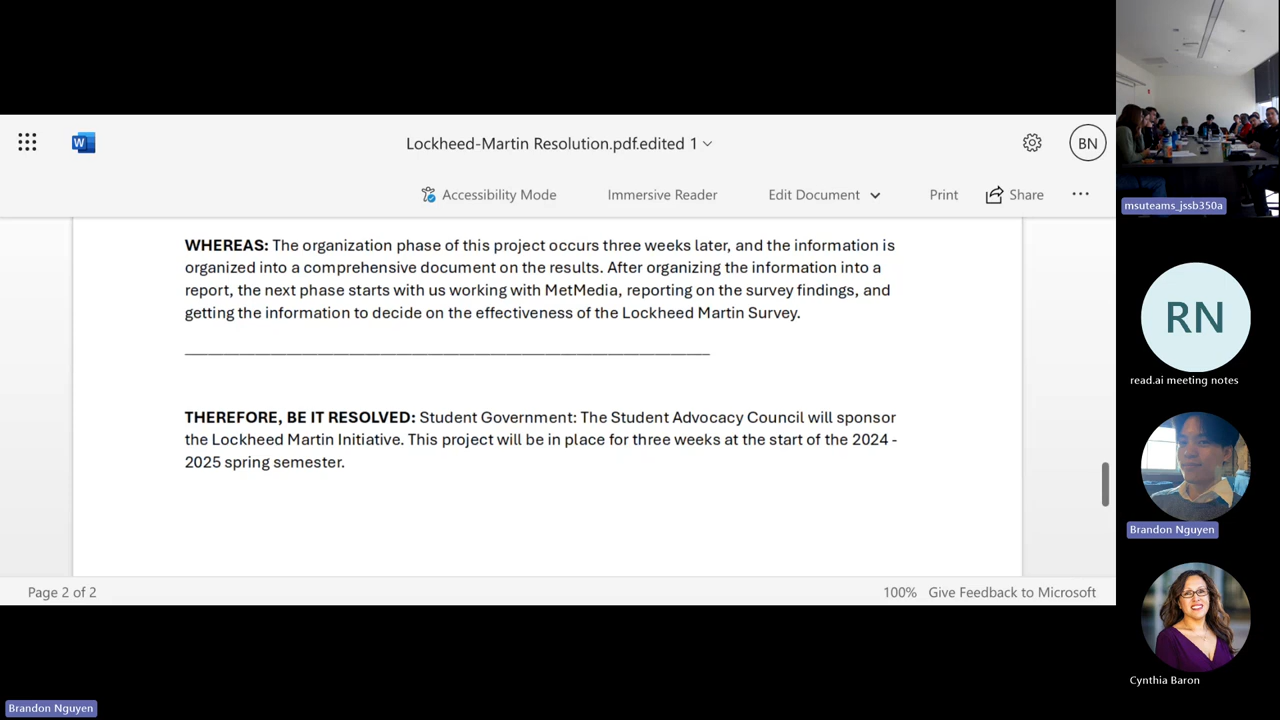 W
Lockheed-Martin Resolution.pdf.edited 1
BN
Accessibility Mode
Immersive Reader
Edit Document
Print
Share
WHEREAS: The organization phase of this project occurs three weeks later, and the information is
organized into a comprehensive document on the results. After organizing the information into a
report, the next phase starts with us working with MetMedia, reporting on the survey findings, and
getting the information to decide on the effectiveness of the Lockheed Martin Survey.
THEREFORE, BE IT RESOLVED: Student Government: The Student Advocacy Council will sponsor
the Lockheed Martin Initiative. This project will be in place for three weeks at the start of the 2024 -
2025 spring semester.
Page 2 of 2
100%
Give Feedback to Microsoft
msuteams_jssb350a
RN
read.ai meeting notes
Brandon Nguyen
Cynthia Baron
Brandon Nguyen